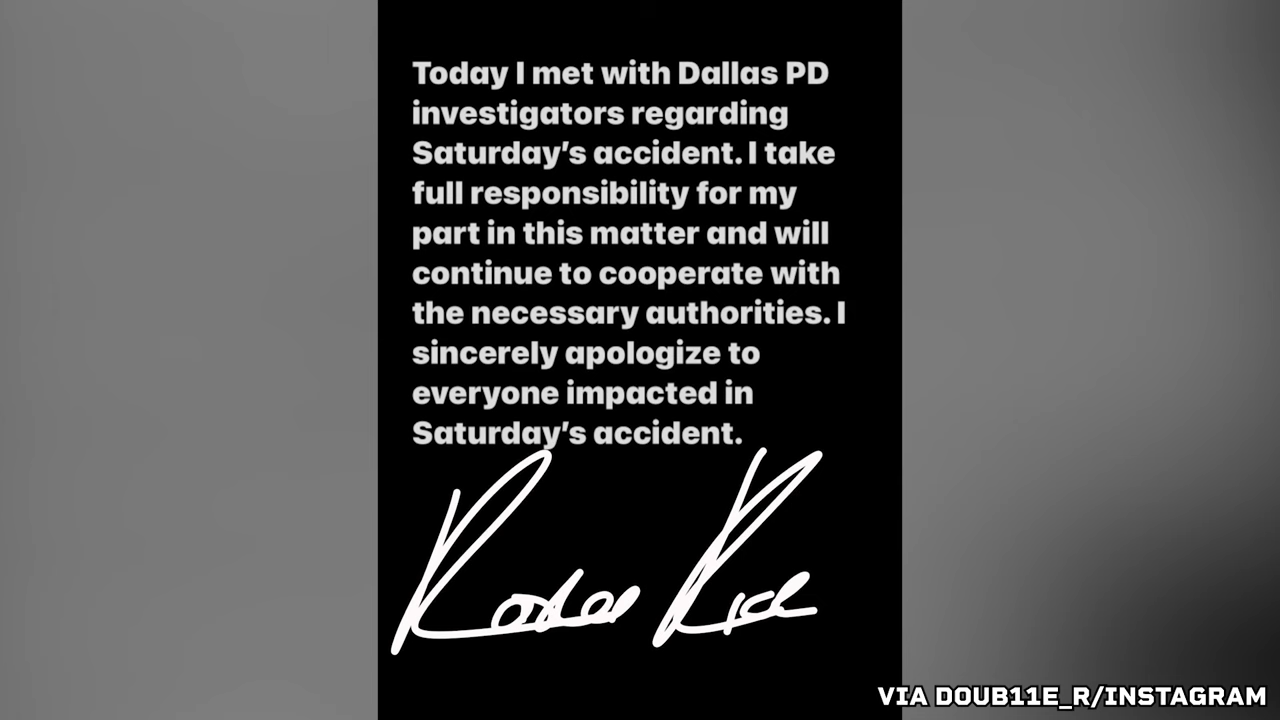 Today I met with Dallas PD
investigators regarding
Saturday’s accident. I take
full responsibility for my
part in this matter and will
continue to cooperate with
the necessary authorities. I
sincerely apologize to
everyone impacted in
Saturday’s accident.
Rashee Rice
VIA DOUB11E_R/INSTAGRAM